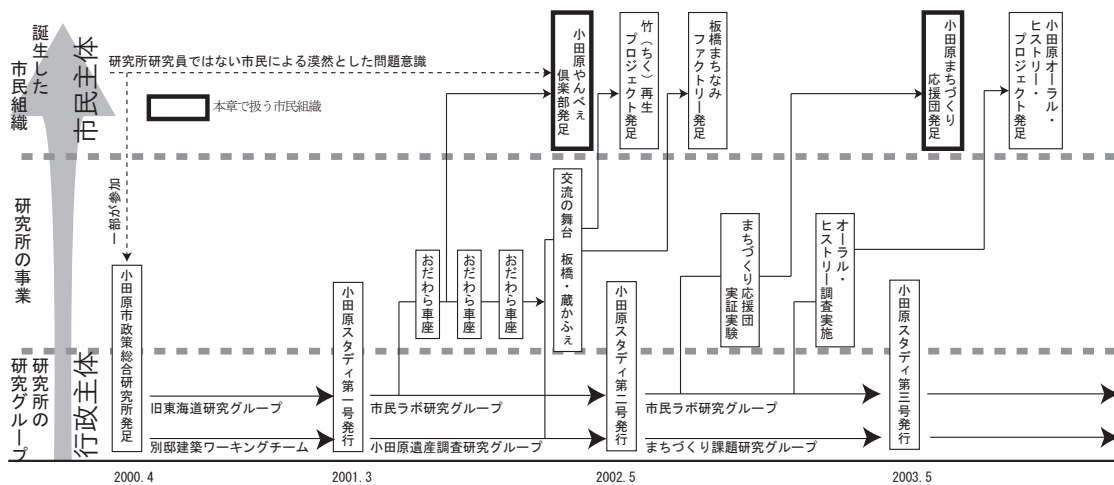 誕生した
市民組織
市民主体
研究所の事業
研究所の
研究グループ
行政主体
研究所研究員ではない市民による漠然とした問題意識
本章で扱う市民組織
一部が参加
小田原やんべぇ
倶楽部発足
竹（ちく）再生
プロジェクト発足
板橋まちなみ
ファクトリー発足
小田原まちづくり
応援団発足
小田原オーラル・
ヒストリー・
プロジェクト発足
おだわら車座
おだわら車座
おだわら車座
交流の舞台 板橋・蔵かふぇ
まちづくり応援団
実証実験
オーラル・
ヒストリー調査実施
小田原市政策総合研究所発足
小田原スタディ第一号発行
小田原スタディ第二号発行
小田原スタディ第三号発行
旧東海道研究グループ
市民ラボ研究グループ
市民ラボ研究グループ
別邸建築ワーキングチーム
小田原遺産調査研究グループ
まちづくり課題研究グループ
2000.4
2001.3
2002.5
2003.5